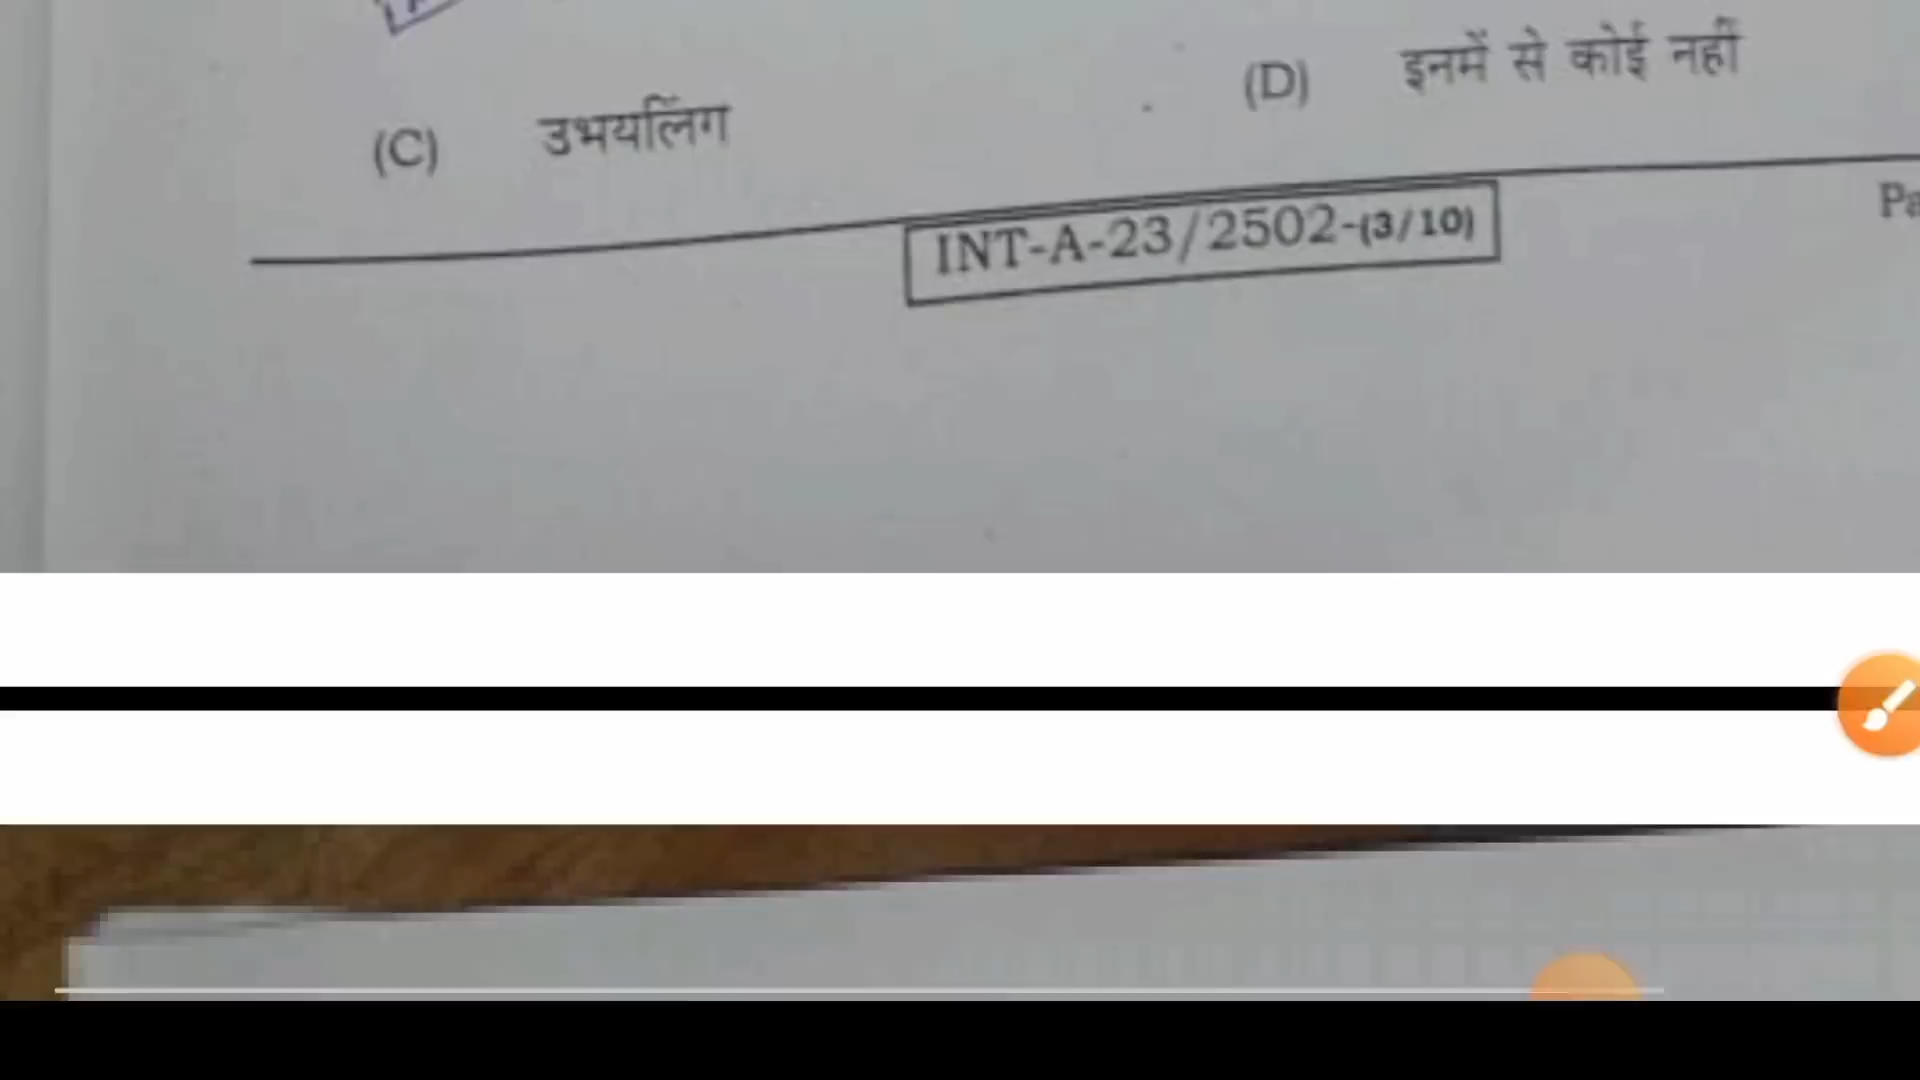 (C) उभयलिंग (D) इनमें से कोई नहीं
INT-A-23/2502-(3/10)